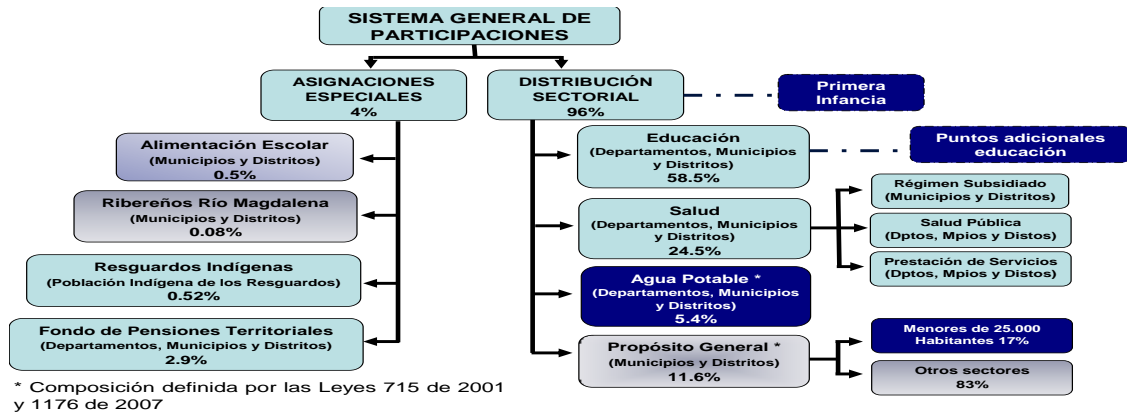 SISTEMA GENERAL DE
PARTICIPACIONES
ASIGNACIONES
ESPECIALES
4%
Alimentación Escolar
(Municipios y Distritos)
0.5%
Ribereños Río Magdalena
(Municipios y Distritos)
0.08%
Resguardos Indígenas
(Población Indígena de los Resguardos)
0.52%
Fondo de Pensiones Territoriales
(Departamentos, Municipios y Distritos)
2.9%
DISTRIBUCIÓN
SECTORIAL
96%
Primera
Infancia
Educación
(Departamentos, Municipios
y Distritos)
58.5%
Puntos adicionales
educación
Salud
(Departamentos, Municipios
y Distritos)
24.5%
Régimen Subsidiado
(Municipios y Distritos)
Salud Pública
(Dptos, Mpios y Distos)
Prestación de Servicios
(Dptos, Mpios y Distos)
Agua Potable *
(Departamentos, Municipios
y Distritos)
5.4%
Propósito General *
(Municipios y Distritos)
11.6%
Menores de 25.000
Habitantes 17%
Otros sectores
83%
* Composición definida por las Leyes 715 de 2001
y 1176 de 2007